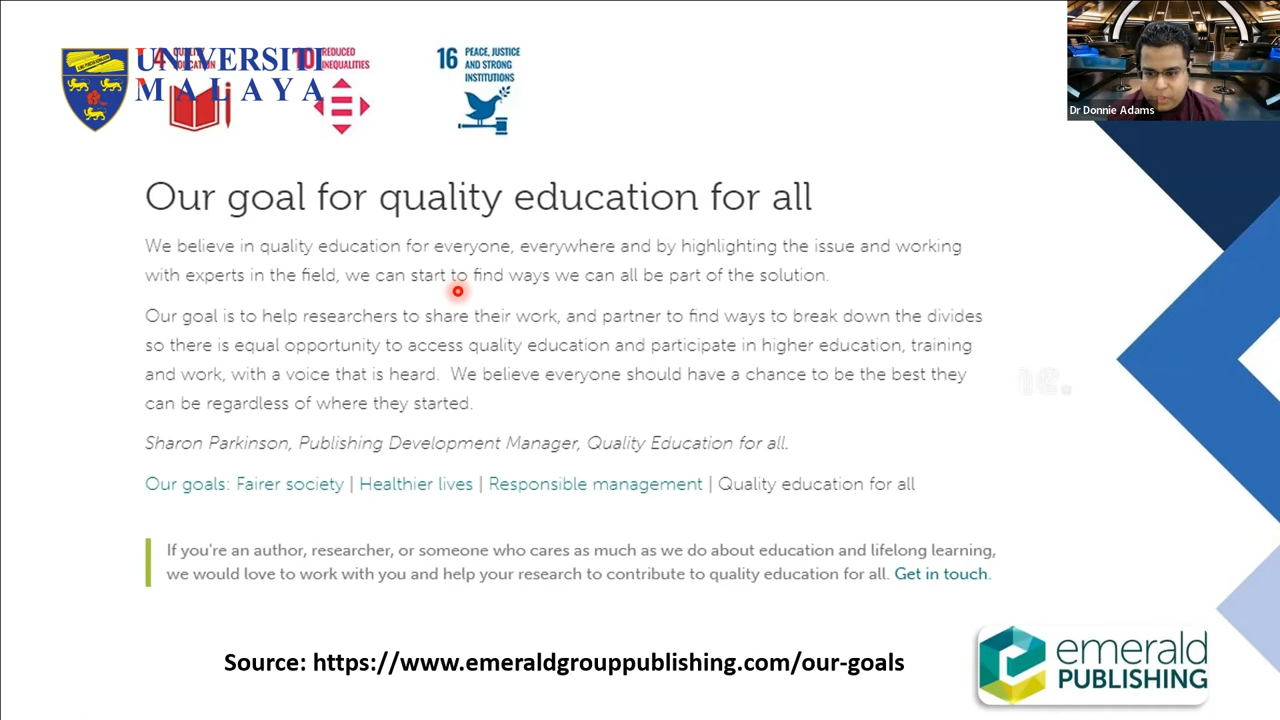 UNIVERSITI
MALAYA
4 QUALITY EDUCATION
10 REDUCED INEQUALITIES
16 PEACE, JUSTICE
AND STRONG
INSTITUTIONS
Dr Donnie Adams
Our goal for quality education for all
We believe in quality education for everyone, everywhere and by highlighting the issue and working
with experts in the field, we can start to find ways we can all be part of the solution.
Our goal is to help researchers to share their work, and partner to find ways to break down the divides
so there is equal opportunity to access quality education and participate in higher education, training
and work, with a voice that is heard.  We believe everyone should have a chance to be the best they
can be regardless of where they started.
Sharon Parkinson, Publishing Development Manager, Quality Education for all.
Our goals: Fairer society | Healthier lives | Responsible management | Quality education for all
If you're an author, researcher, or someone who cares as much as we do about education and lifelong learning,
we would love to work with you and help your research to contribute to quality education for all. Get in touch.
Source: https://www.emeraldgrouppublishing.com/our-goals
emerald
PUBLISHING